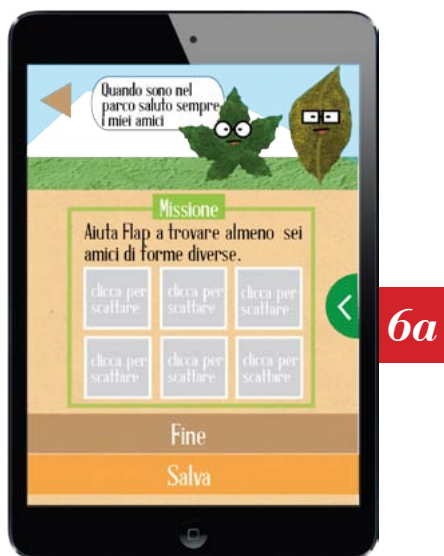 Quando sono nel
parco saluto sempre
i miei amici
Missione
Aiuta Flap a trovare almeno sei
amici di forme diverse.
clicca per
scattare
clicca per
scattare
clicca per
scattare
clicca per
scattare
clicca per
scattare
clicca per
scattare
6a
Fine
Salva